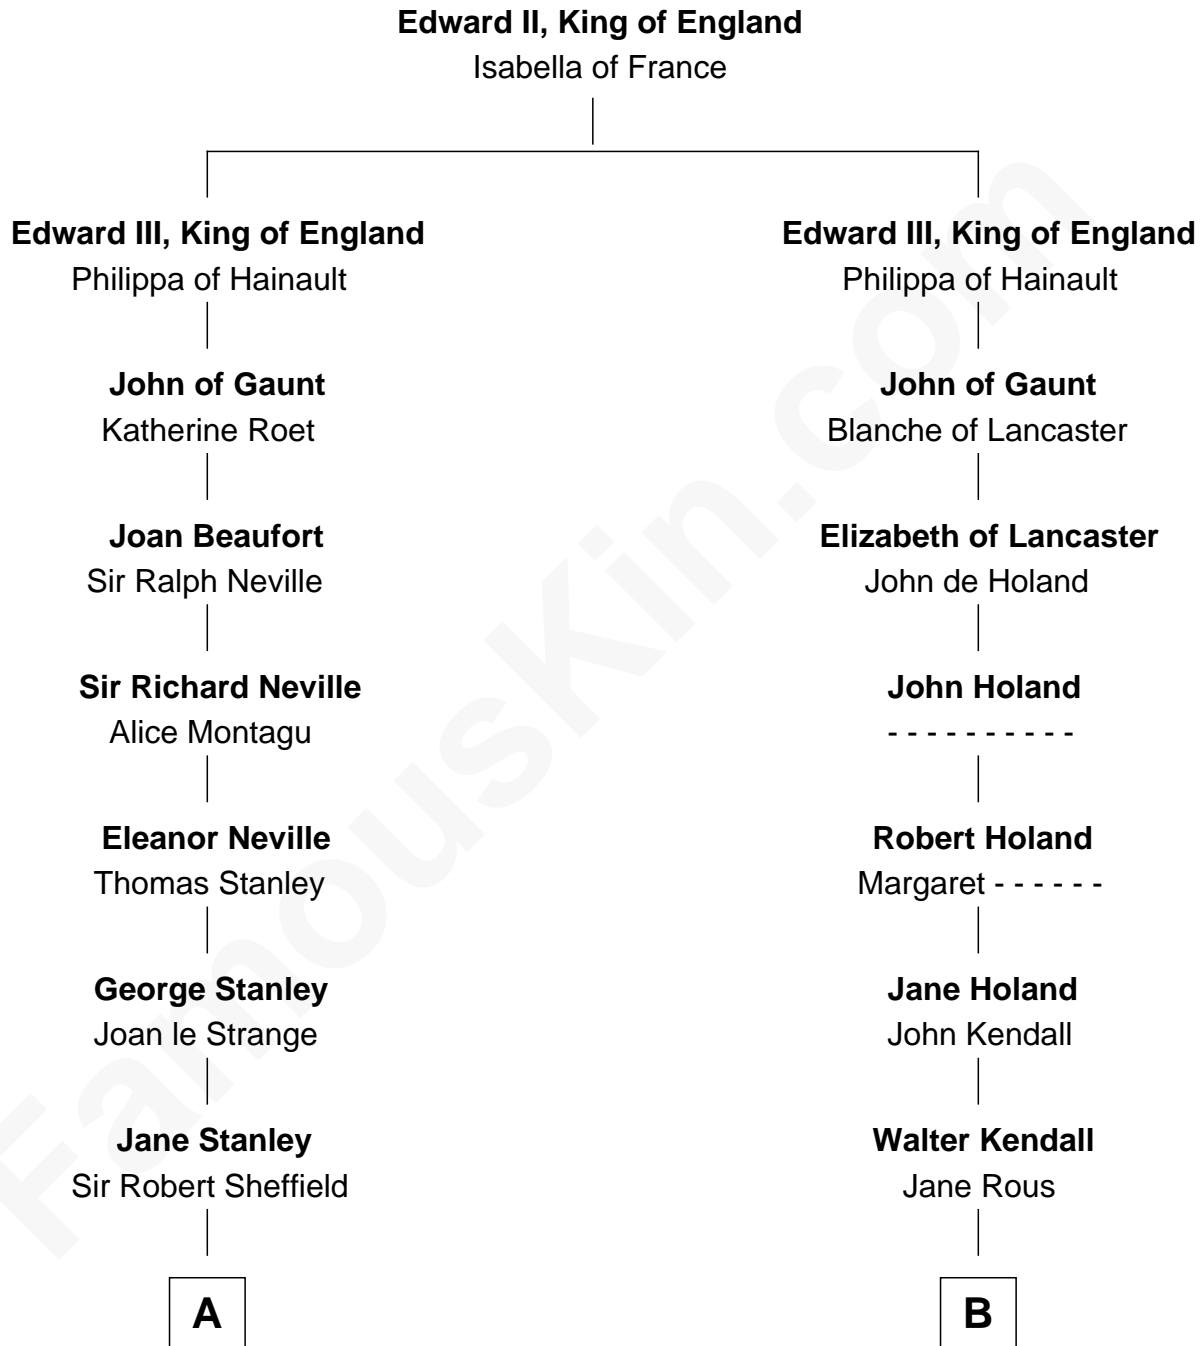 Edward II, King of England
Isabella of France
Edward III, King of England
Philippa of Hainault
John of Gaunt
Katherine Roet
Joan Beaufort
Sir Ralph Neville
Sir Richard Neville
Alice Montagu
Eleanor Neville
Thomas Stanley
George Stanley
Joan le Strange
Jane Stanley
Sir Robert Sheffield
A
Edward III, King of England
Philippa of Hainault
John of Gaunt
Blanche of Lancaster
Elizabeth of Lancaster
John de Holand
John Holand
- - - - - - - - - -
Robert Holand
Margaret - - - - - -
Jane Holand
John Kendall
Walter Kendall
Jane Rous
B
FamousKin.com